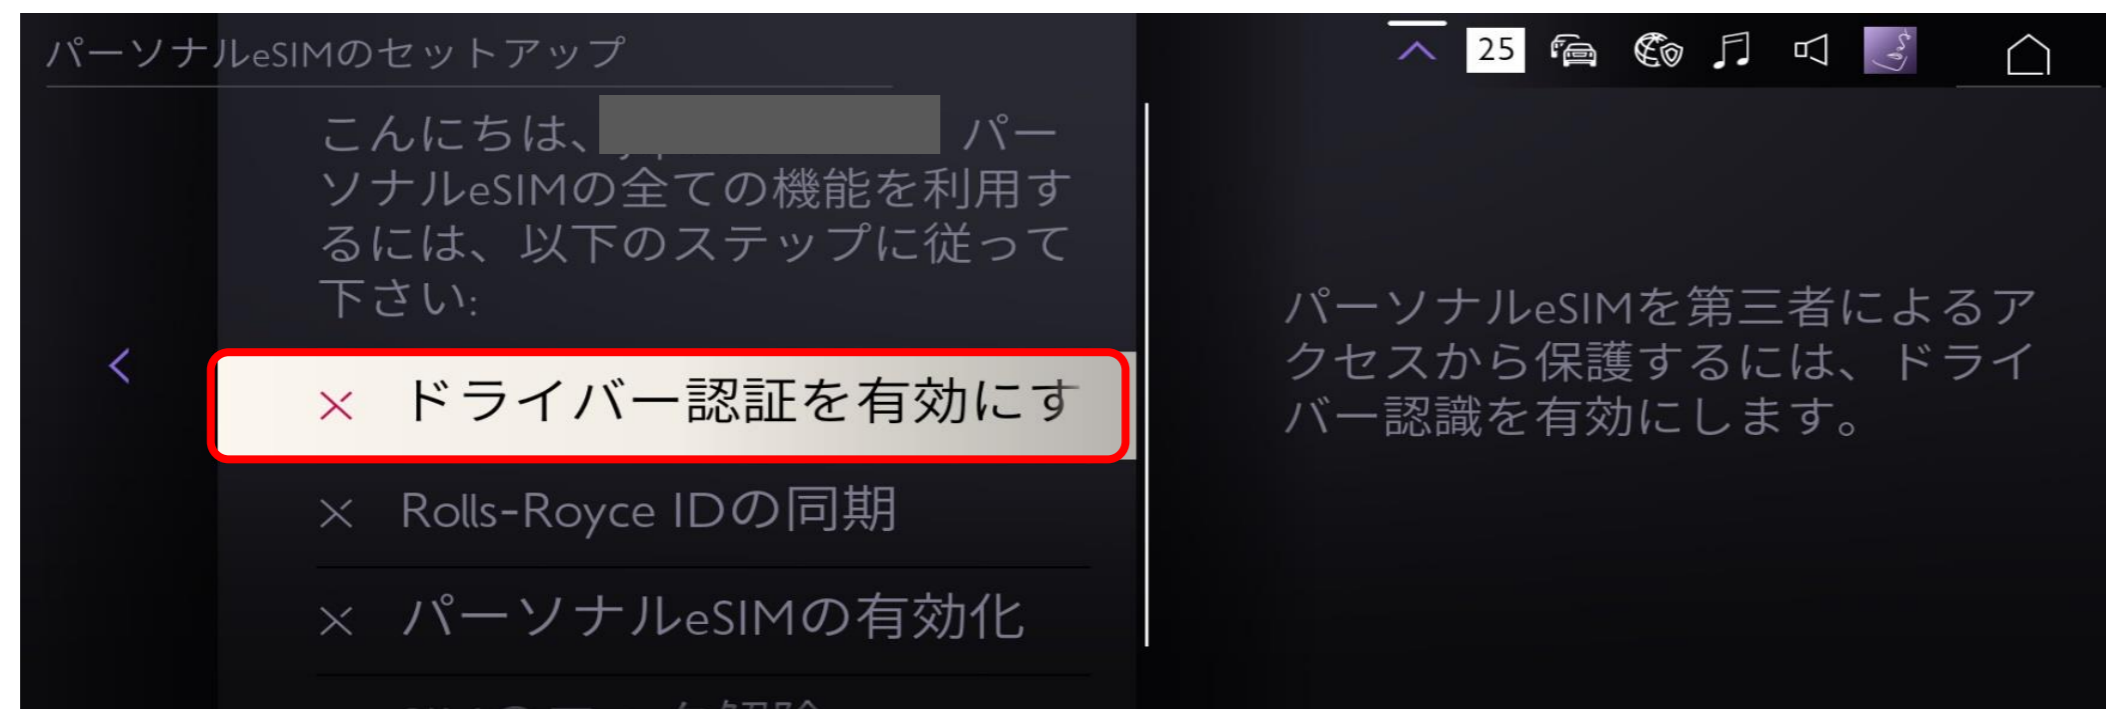 パーソナルeSIMのセットアップ
25
こんにちは、 パー
ソナルeSIMの全ての機能を利用す
るには、以下のステップに従って
下さい:
ドライバー認証を有効にす
Rolls-Royce IDの同期
パーソナルeSIMの有効化
パーソナルeSIMを第三者によるア
クセスから保護するには、ドライ
バー認識を有効にします。